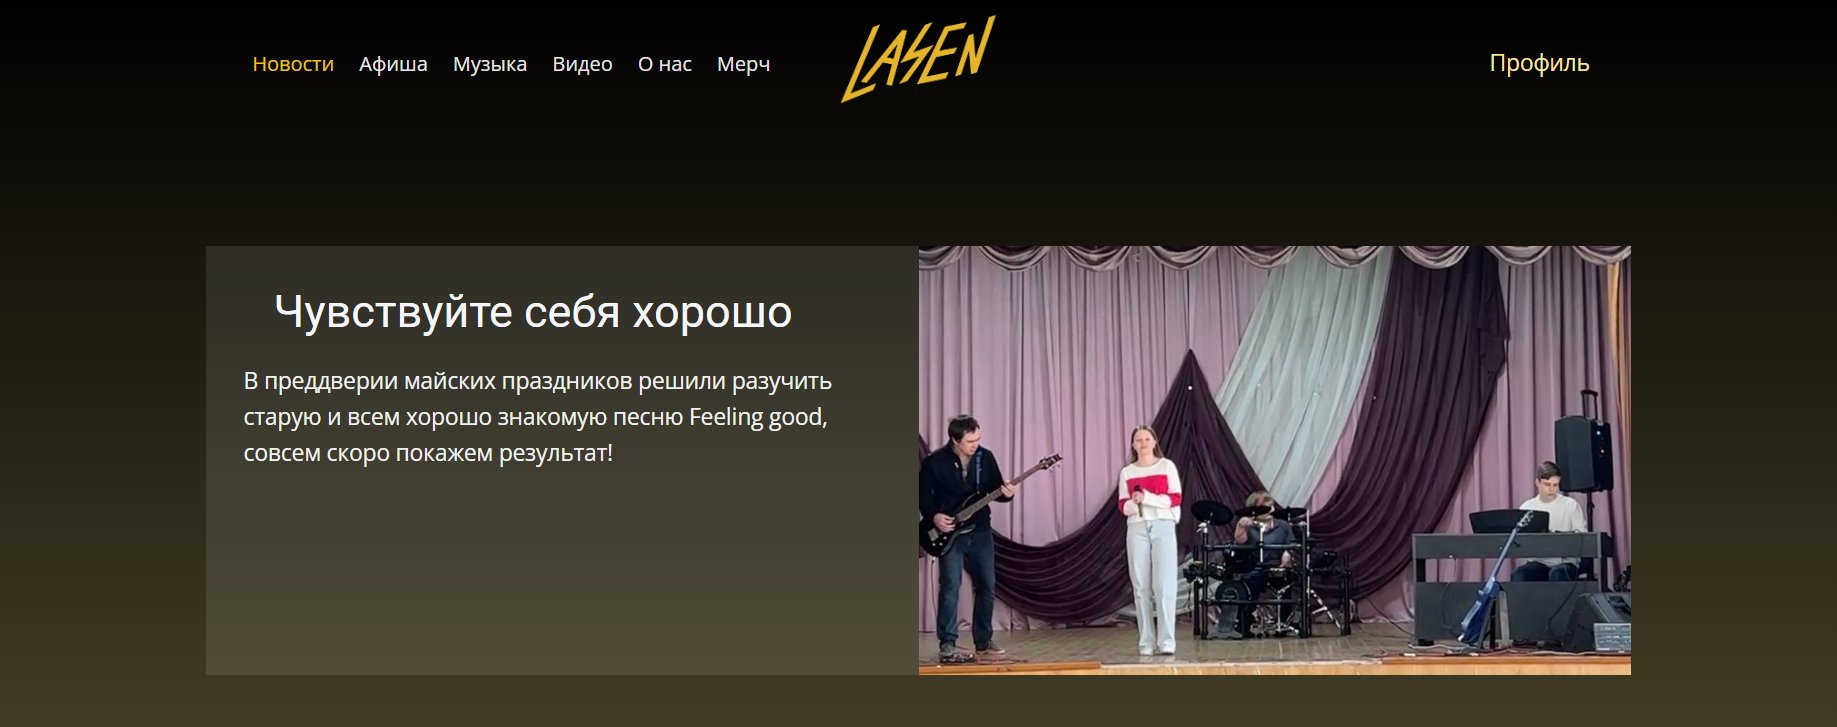 Новости Афиша Музыка Видео О нас Мерч
LASEN
Профиль
Чувствуйте себя хорошо
В преддверии майских праздников решили разучить
старую и всем хорошо знакомую песню Feeling good,
совсем скоро покажем результат!